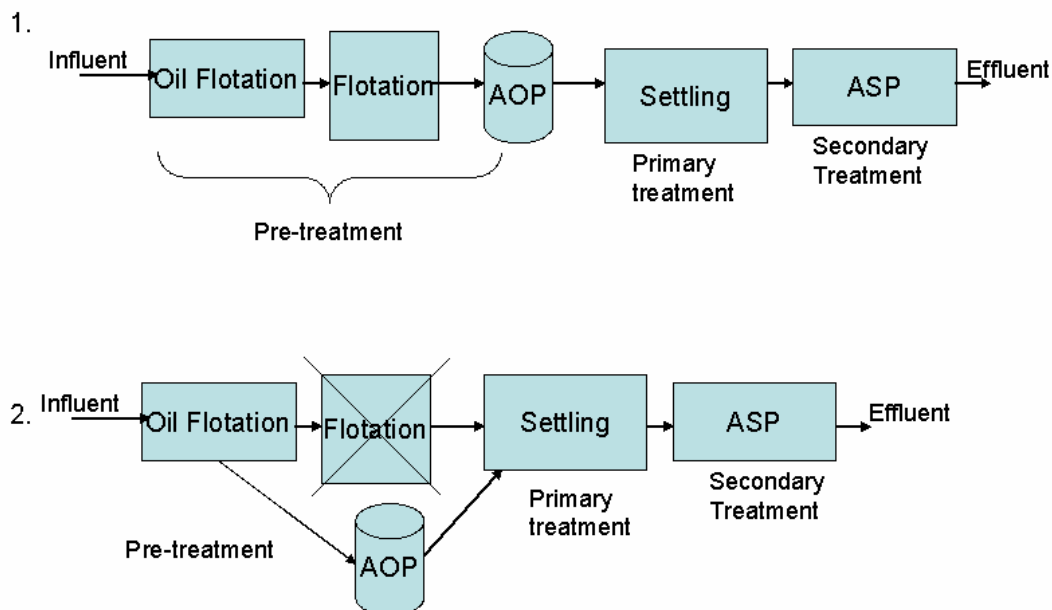 1.
Influent
Oil Flotation
Flotation
AOP
Settling
ASP
Effluent
Primary
treatment
Secondary
Treatment
Pre-treatment
2.
Influent
Oil Flotation
Flotation
Settling
ASP
Effluent
Primary
treatment
Secondary
Treatment
Pre-treatment
AOP